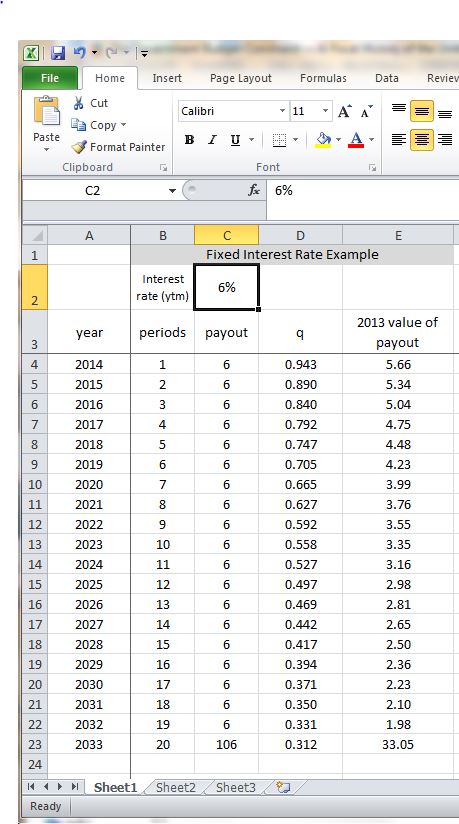 File Home Insert Page Layout Formulas Data Review
Cut
Copy
Format Painter
Paste
Calibri 11 A A
B I U A
Clipboard Font
C2 fx 6%
A B C D E
1 Fixed Interest Rate Example
2 Interest rate (ytm) 6%
3 year periods payout q 2013 value of payout
4 2014 1 6 0.943 5.66
5 2015 2 6 0.890 5.34
6 2016 3 6 0.840 5.04
7 2017 4 6 0.792 4.75
8 2018 5 6 0.747 4.48
9 2019 6 6 0.705 4.23
10 2020 7 6 0.665 3.99
11 2021 8 6 0.627 3.76
12 2022 9 6 0.592 3.55
13 2023 10 6 0.558 3.35
14 2024 11 6 0.527 3.16
15 2025 12 6 0.497 2.98
16 2026 13 6 0.469 2.81
17 2027 14 6 0.442 2.65
18 2028 15 6 0.417 2.50
19 2029 16 6 0.394 2.36
20 2030 17 6 0.371 2.23
21 2031 18 6 0.350 2.10
22 2032 19 6 0.331 1.98
23 2033 20 106 0.312 33.05
24
Sheet1 Sheet2 Sheet3
Ready